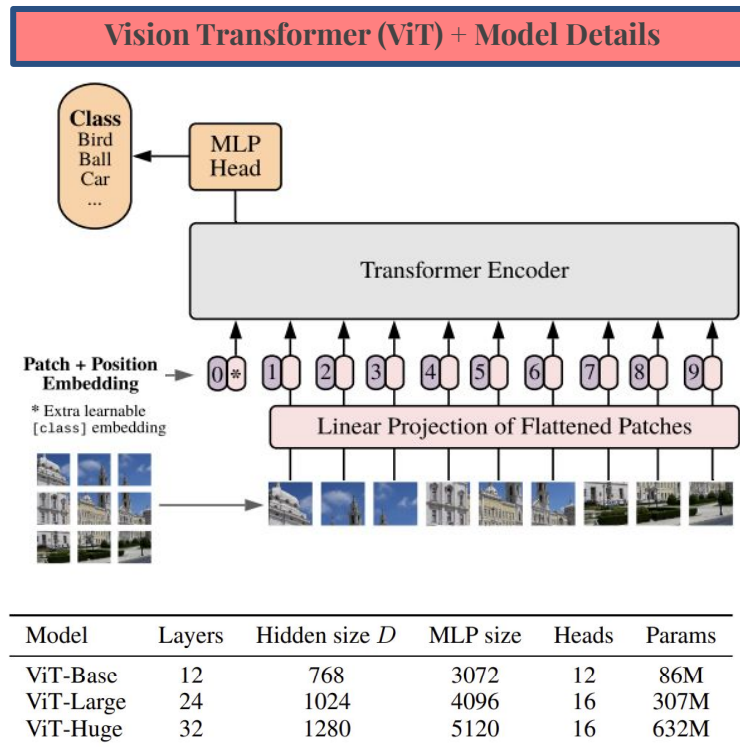 Vision Transformer (ViT) + Model Details
Class
Bird
Ball
Car
...
MLP
Head
Transformer Encoder
Patch + Position
Embedding
0 * 1 2 3 4 5 6 7 8 9
* Extra learnable
[class] embedding
Linear Projection of Flattened Patches
Model Layers Hidden size D MLP size Heads Params
ViT-Base 12 768 3072 12 86M
ViT-Large 24 1024 4096 16 307M
ViT-Huge 32 1280 5120 16 632M